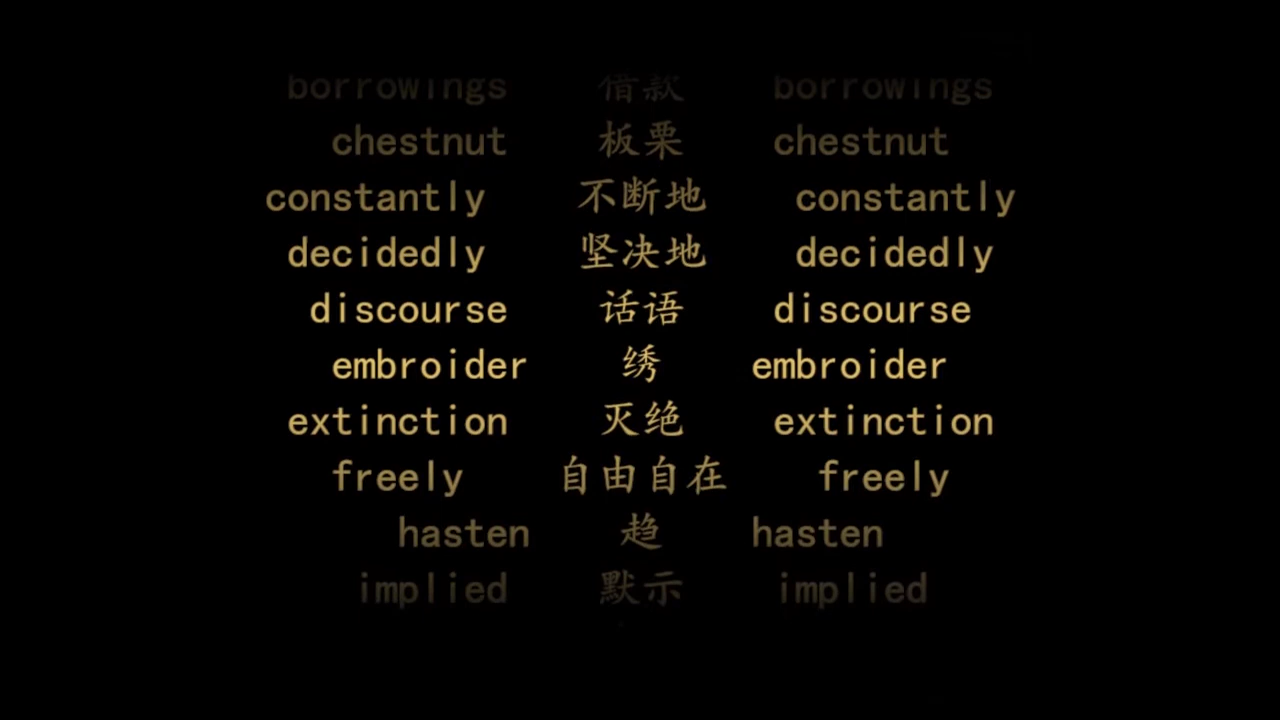 borrowings 借款 borrowings
chestnut 板栗 chestnut
constantly 不断地 constantly
decidedly 坚决地 decidedly
discourse 话语 discourse
embroider 绣 embroider
extinction 灭绝 extinction
freely 自由自在 freely
hasten 趋 hasten
implied 默示 implied